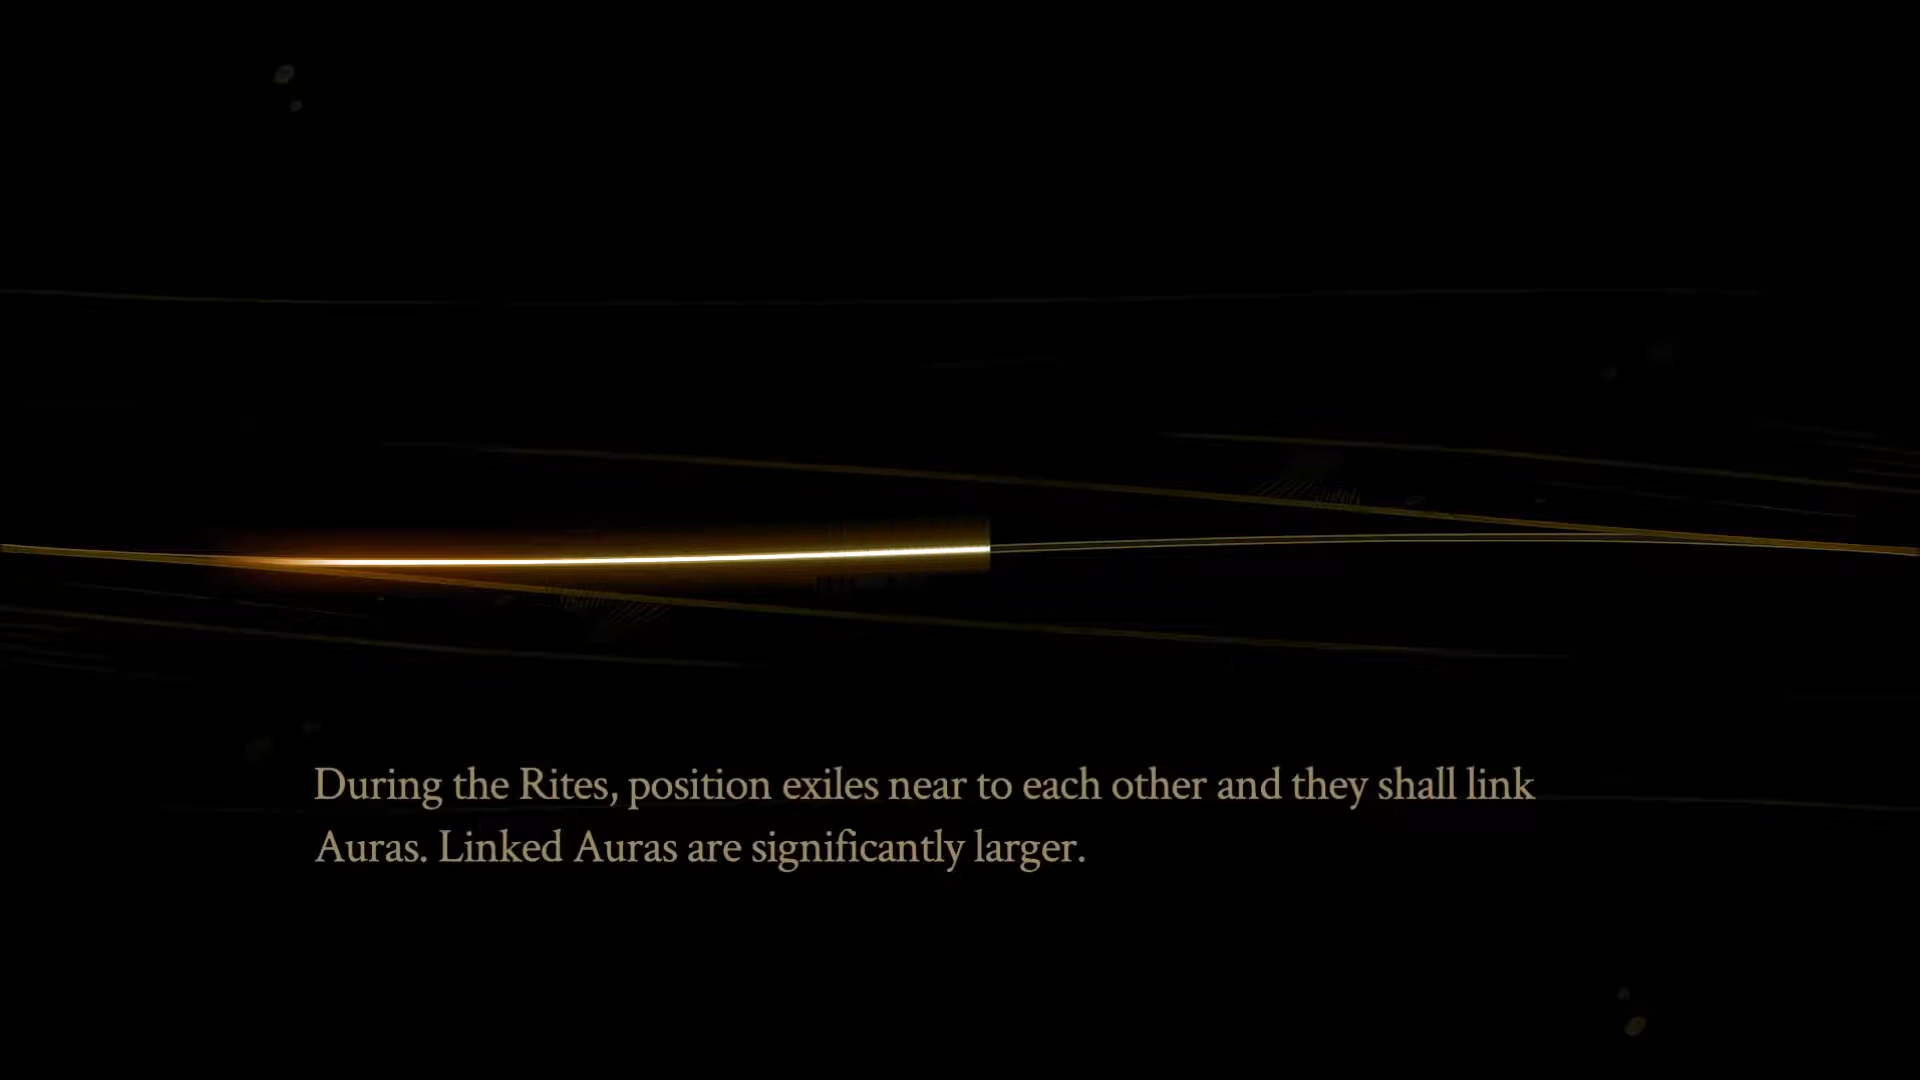 During the Rites, position exiles near to each other and they shall link
Auras. Linked Auras are significantly larger.